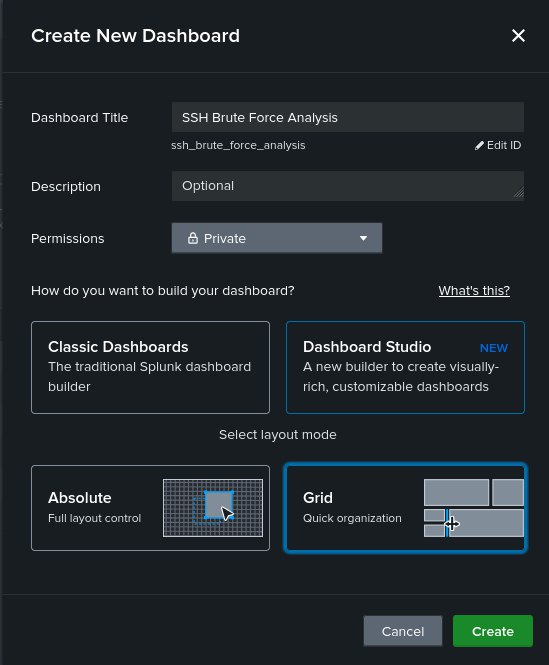 Create New Dashboard
Dashboard Title
SSH Brute Force Analysis
ssh_brute_force_analysis
Edit ID
Description
Optional
Permissions
Private
How do you want to build your dashboard?
What's this?
Classic Dashboards
The traditional Splunk dashboard
builder
Dashboard Studio
NEW
A new builder to create visually-
rich, customizable dashboards
Select layout mode
Absolute
Full layout control
Grid
Quick organization
Cancel
Create